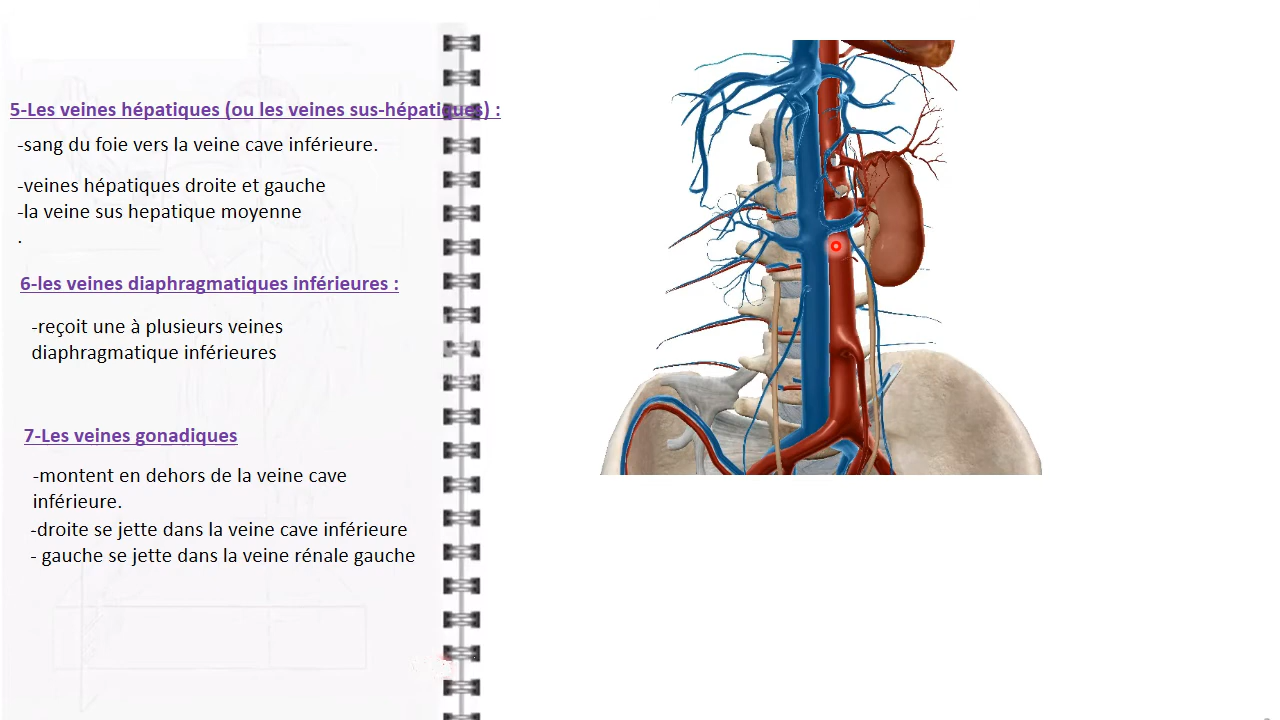 5-Les veines hépatiques (ou les veines sus-hépatiques) :
-sang du foie vers la veine cave inférieure.
-veines hépatiques droite et gauche
-la veine sus hepatique moyenne
.
6-les veines diaphragmatiques inférieures :
-reçoit une à plusieurs veines
diaphragmatique inférieures
7-Les veines gonadiques
-montent en dehors de la veine cave
inférieure.
-droite se jette dans la veine cave inférieure
- gauche se jette dans la veine rénale gauche